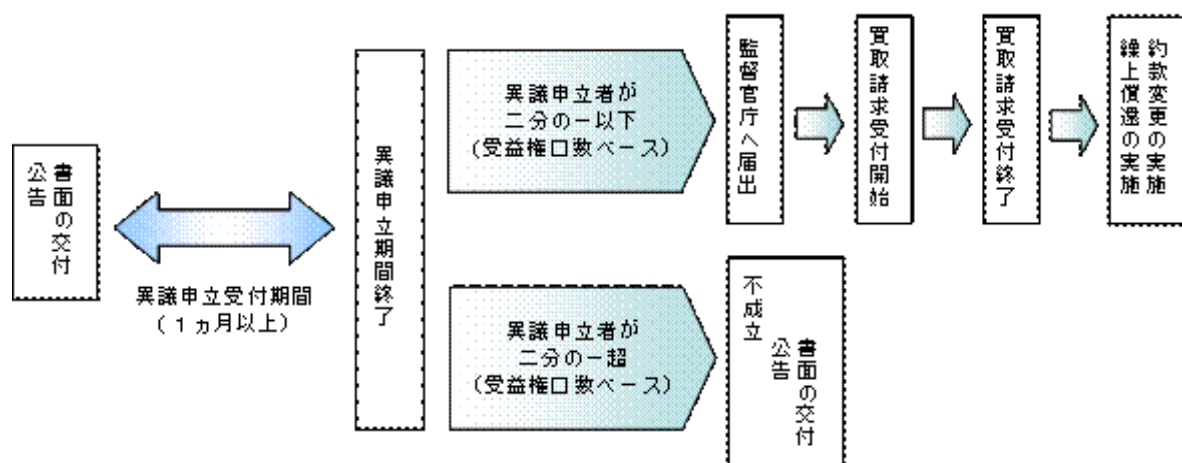 書面の交付
公告
異議申立受付期間
(1ヵ月以上)
異議申立期間終了
異議申立者が
二分の一以下
(受益権口数ベース)
監督官庁へ届出
買取請求受付開始
買取請求受付終了
約款変更の実施
繰上償還の実施
異議申立者が
二分の一超
(受益権口数ベース)
不成立
書面の交付
公告